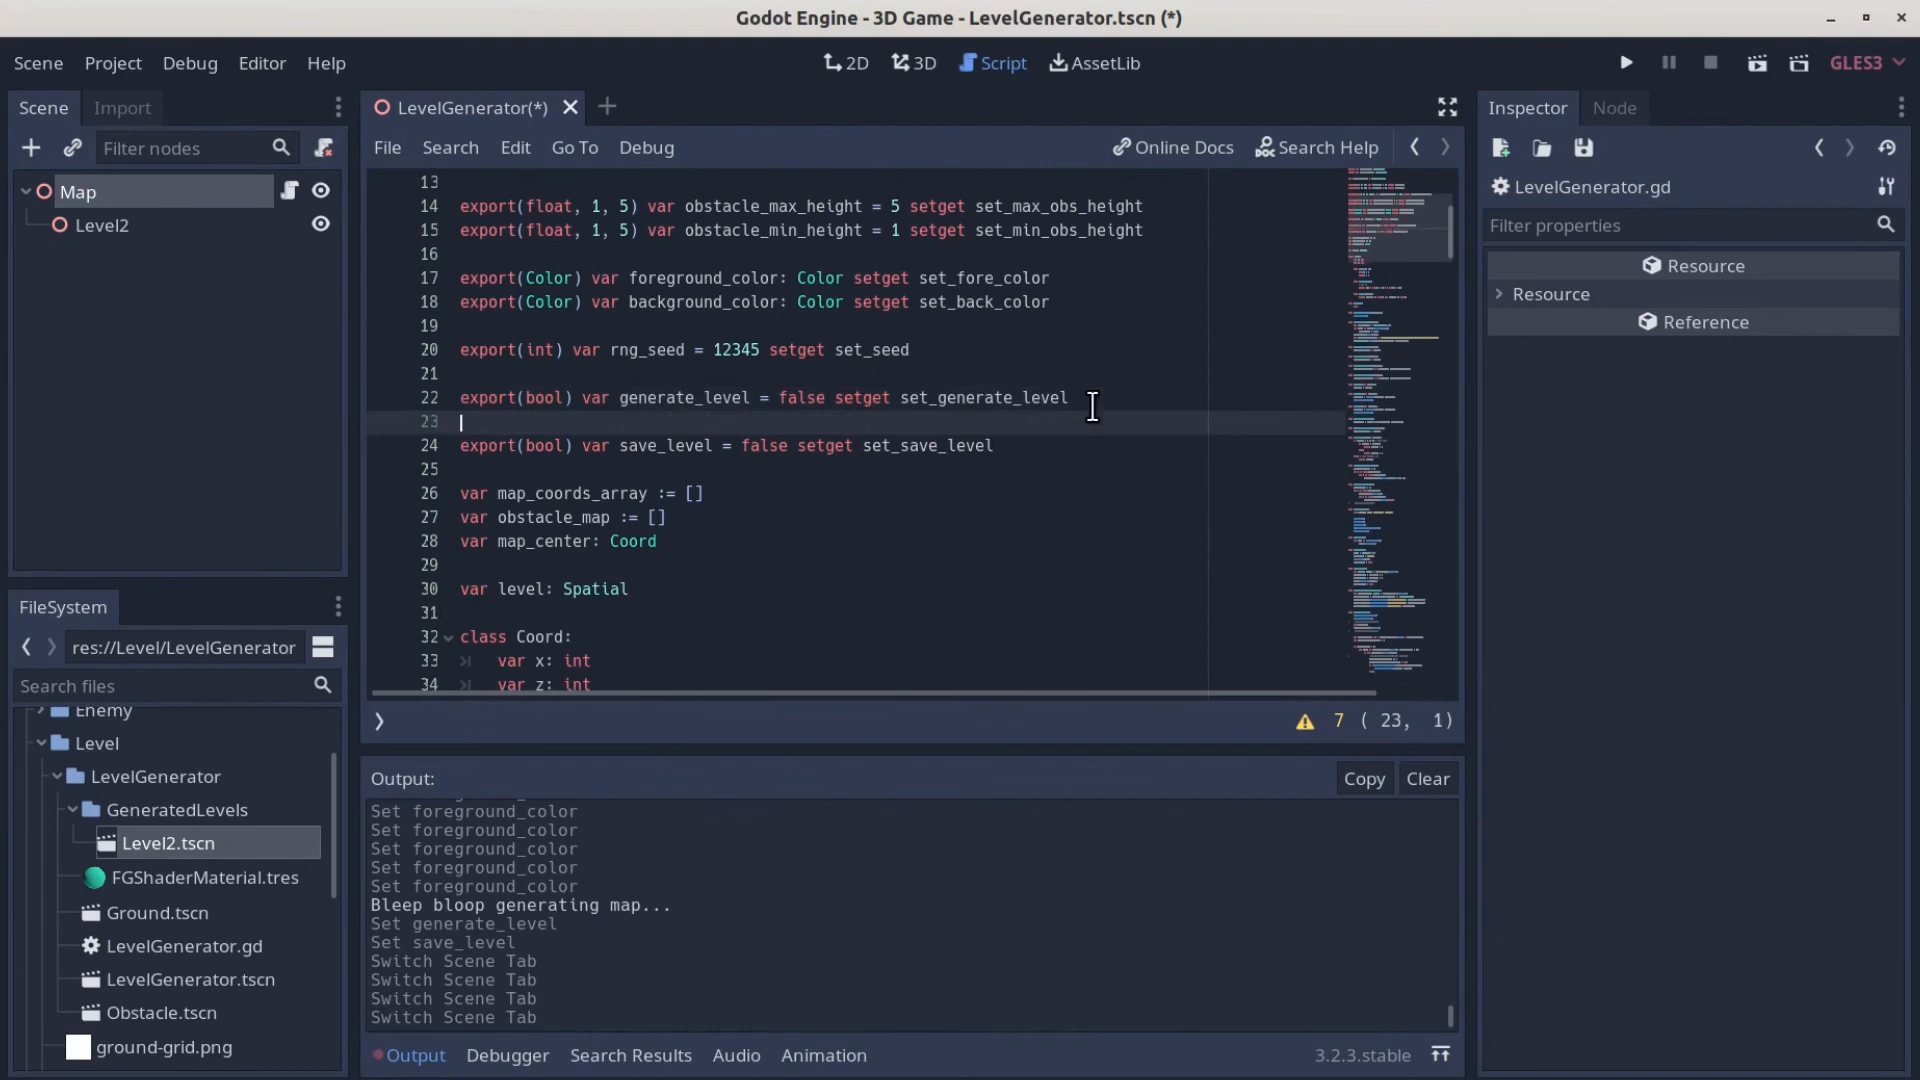 Godot Engine - 3D Game - LevelGenerator.tscn (*)
Scene Project Debug Editor Help
2D 3D Script AssetLib
GLES3
Scene Import
Filter nodes
Map
Level2
FileSystem
res://Level/LevelGenerator
Search files
Enemy
Level
LevelGenerator
GeneratedLevels
Level2.tscn
FGShaderMaterial.tres
Ground.tscn
LevelGenerator.gd
LevelGenerator.tscn
Obstacle.tscn
ground-grid.png
LevelGenerator(*)
File Search Edit Go To Debug
Online Docs Search Help
13
14 export(float, 1, 5) var obstacle_max_height = 5 setget set_max_obs_height
15 export(float, 1, 5) var obstacle_min_height = 1 setget set_min_obs_height
16
17 export(Color) var foreground_color: Color setget set_fore_color
18 export(Color) var background_color: Color setget set_back_color
19
20 export(int) var rng_seed = 12345 setget set_seed
21
22 export(bool) var generate_level = false setget set_generate_level
23
24 export(bool) var save_level = false setget set_save_level
25
26 var map_coords_array := []
27 var obstacle_map := []
28 var map_center: Coord
29
30 var level: Spatial
31
32 class Coord:
33 var x: int
34 var z: int
7 ( 23, 1)
Output:
Copy Clear
Set foreground_color
Set foreground_color
Set foreground_color
Set foreground_color
Set foreground_color
Bleep bloop generating map...
Set generate_level
Set save_level
Switch Scene Tab
Switch Scene Tab
Switch Scene Tab
Switch Scene Tab
Output Debugger Search Results Audio Animation
3.2.3.stable
Inspector Node
LevelGenerator.gd
Filter properties
Resource
Resource
Reference